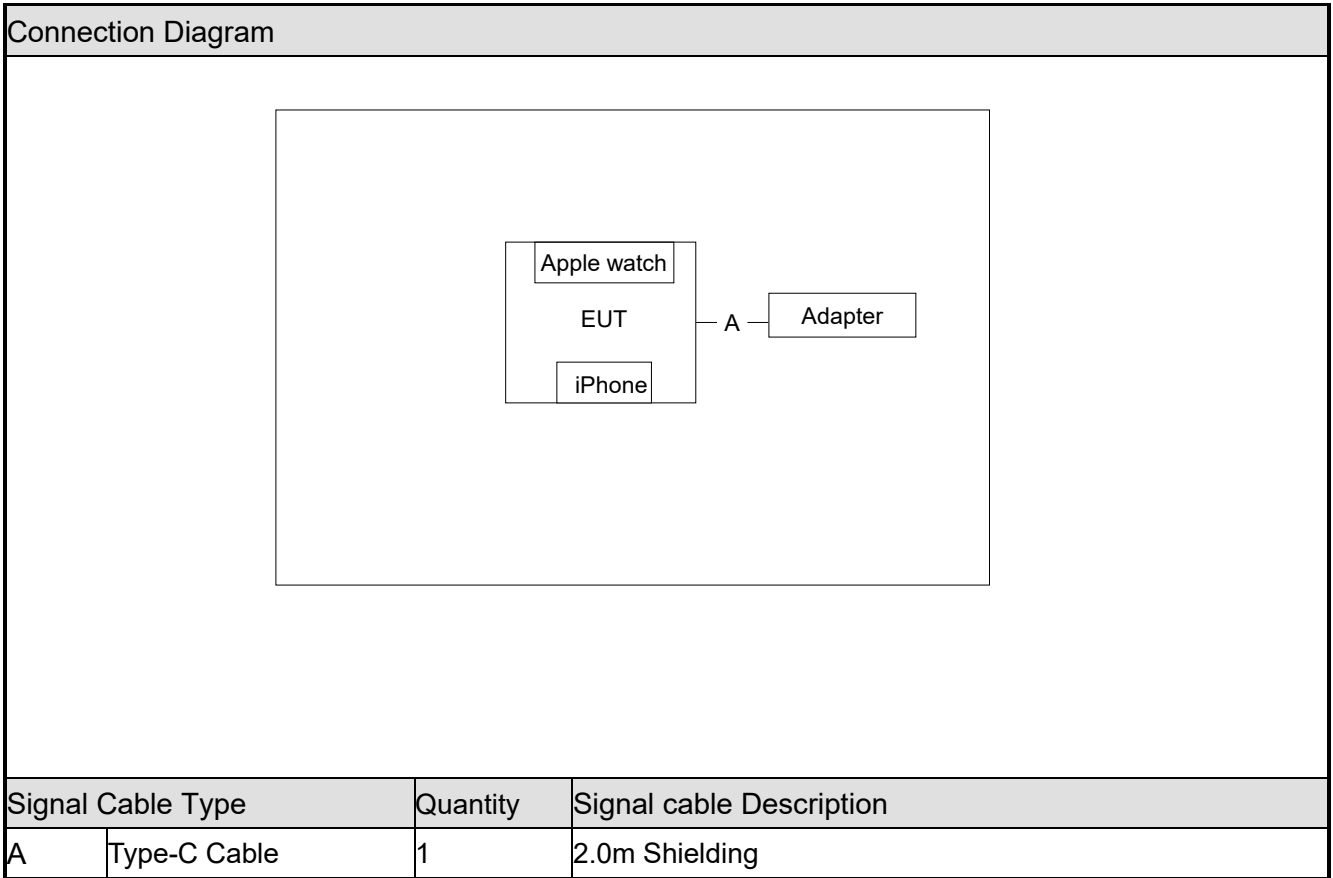 Connection Diagram
Apple watch
EUT
A
Adapter
iPhone
Signal Cable Type Quantity Signal cable Description
A Type-C Cable 1 2.0m Shielding